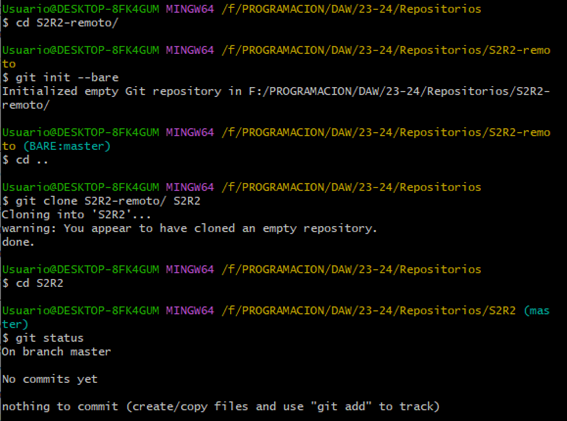 Usuario@DESKTOP-8FK4GUM MINGW64 /f/PROGRAMACION/DAW/23-24/Repositorios
$ cd S2R2-remoto/
Usuario@DESKTOP-8FK4GUM MINGW64 /f/PROGRAMACION/DAW/23-24/Repositorios/S2R2-remo
to
$ git init --bare
Initialized empty Git repository in F:/PROGRAMACION/DAW/23-24/Repositorios/S2R2-
remoto/
Usuario@DESKTOP-8FK4GUM MINGW64 /f/PROGRAMACION/DAW/23-24/Repositorios/S2R2-remo
to (BARE:master)
$ cd ..
Usuario@DESKTOP-8FK4GUM MINGW64 /f/PROGRAMACION/DAW/23-24/Repositorios
$ git clone S2R2-remoto/ S2R2
Cloning into 'S2R2'...
warning: You appear to have cloned an empty repository.
done.
Usuario@DESKTOP-8FK4GUM MINGW64 /f/PROGRAMACION/DAW/23-24/Repositorios
$ cd S2R2
Usuario@DESKTOP-8FK4GUM MINGW64 /f/PROGRAMACION/DAW/23-24/Repositorios/S2R2 (mas
ter)
$ git status
On branch master
No commits yet
nothing to commit (create/copy files and use "git add" to track)